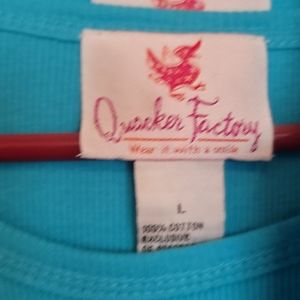 Quacker Factory
Wear it with a smile
L
100% COTTON